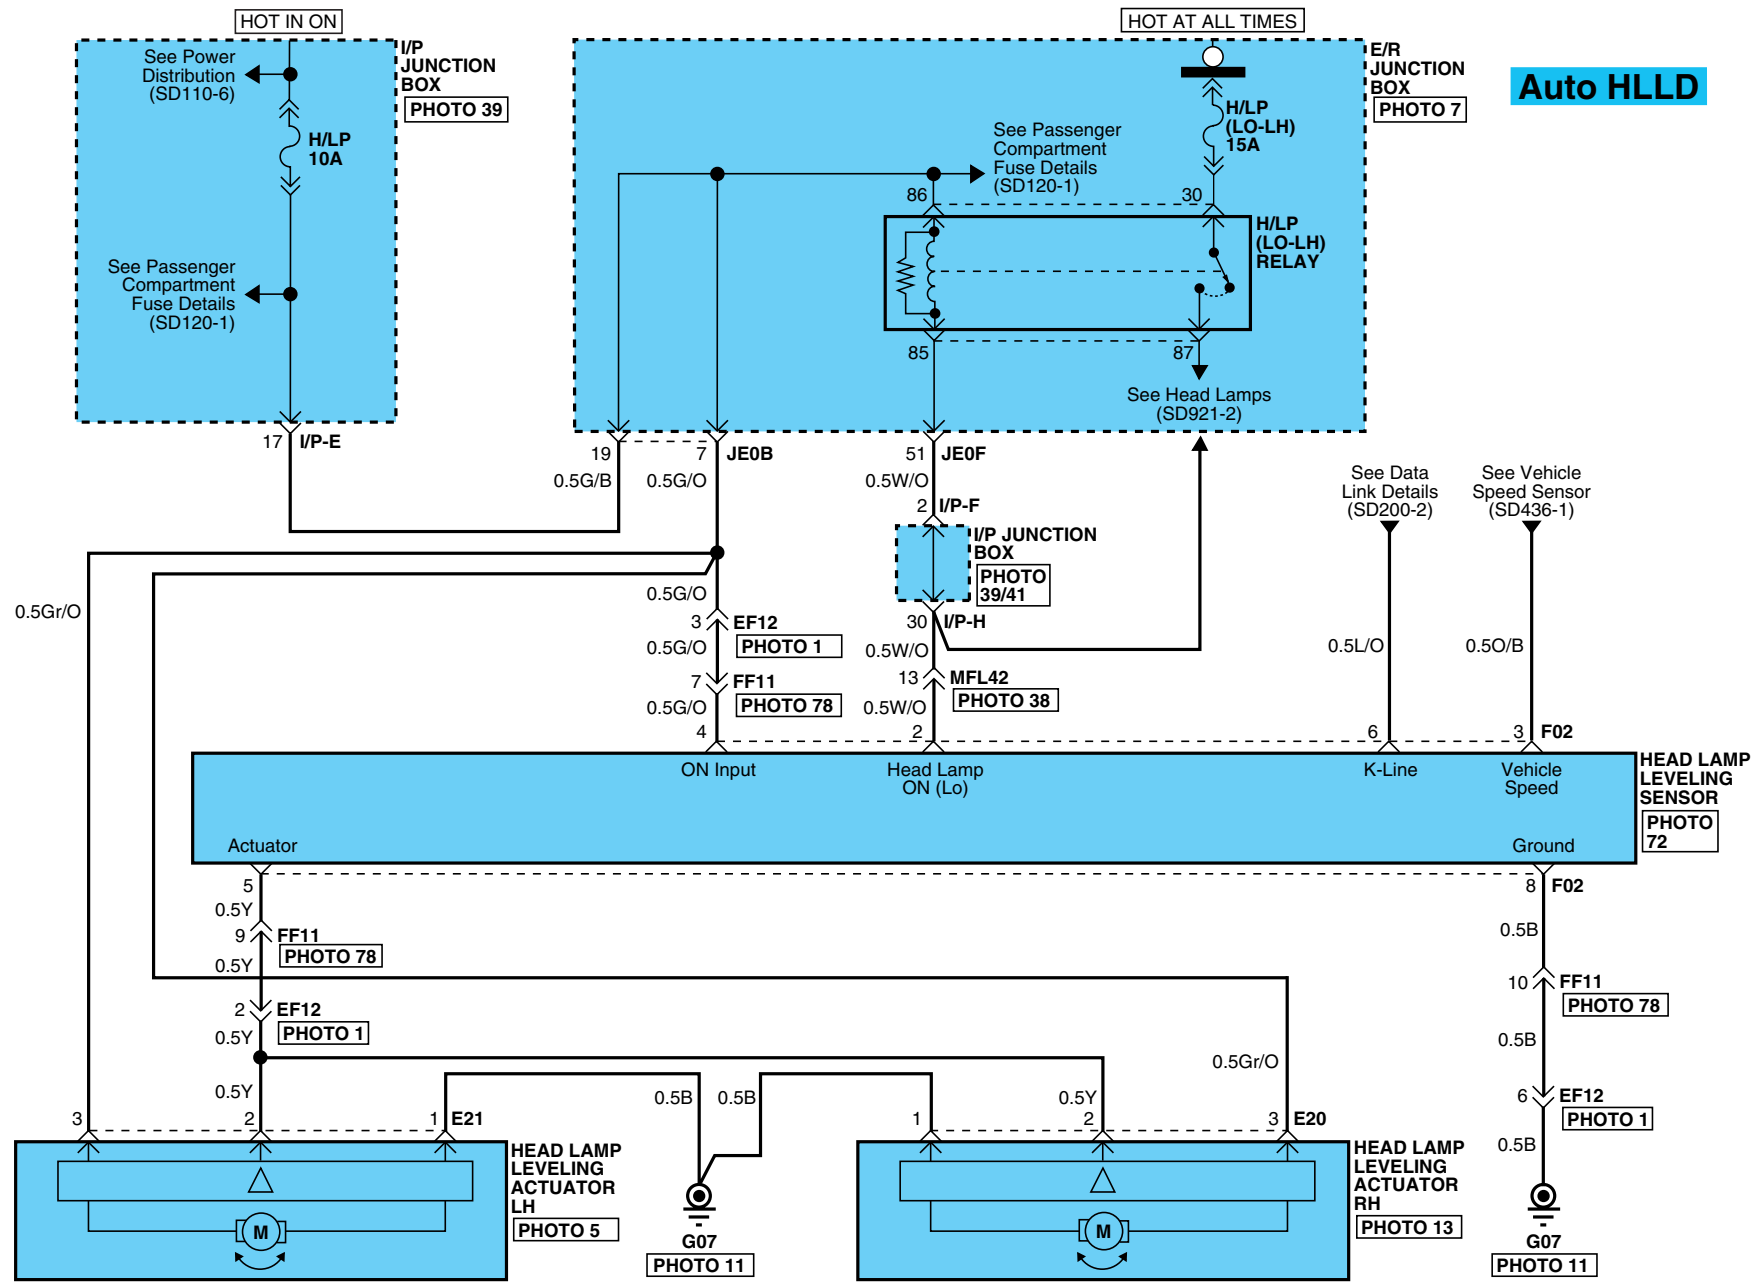 HOT IN ON
HOT AT ALL TIMES
Auto HLLD
See Power
Distribution
(SD110-6)
I/P
JUNCTION
BOX
PHOTO 39
H/LP
10A
See Passenger
Compartment
Fuse Details
(SD120-1)
17
I/P-E
E/R
JUNCTION
BOX
PHOTO 7
H/LP
(LO-LH)
15A
See Passenger
Compartment
Fuse Details
(SD120-1)
86
30
H/LP
(LO-LH)
RELAY
85
87
See Head Lamps
(SD921-2)
19
7
JE0B
51
JE0F
0.5G/B
0.5G/O
0.5W/O
2
I/P-F
I/P JUNCTION
BOX
PHOTO
39/41
30
I/P-H
See Data
Link Details
(SD200-2)
See Vehicle
Speed Sensor
(SD436-1)
0.5Gr/O
0.5G/O
3
EF12
PHOTO 1
0.5G/O
7
FF11
PHOTO 78
0.5G/O
4
0.5W/O
13
MFL42
PHOTO 38
0.5W/O
2
0.5L/O
6
0.5O/B
3
F02
ON Input
Head Lamp
ON (Lo)
K-Line
Vehicle
Speed
HEAD LAMP
LEVELING
SENSOR
PHOTO
72
Actuator
Ground
5
8
F02
0.5Y
9
FF11
PHOTO 78
0.5Y
2
EF12
PHOTO 1
0.5Y
0.5Y
0.5B
10
FF11
PHOTO 78
0.5B
6
EF12
PHOTO 1
0.5B
0.5B
0.5B
0.5Y
0.5Gr/O
3
2
1
E21
1
2
3
E20
HEAD LAMP
LEVELING
ACTUATOR
LH
PHOTO 5
M
G07
PHOTO 11
HEAD LAMP
LEVELING
ACTUATOR
RH
PHOTO 13
M
G07
PHOTO 11